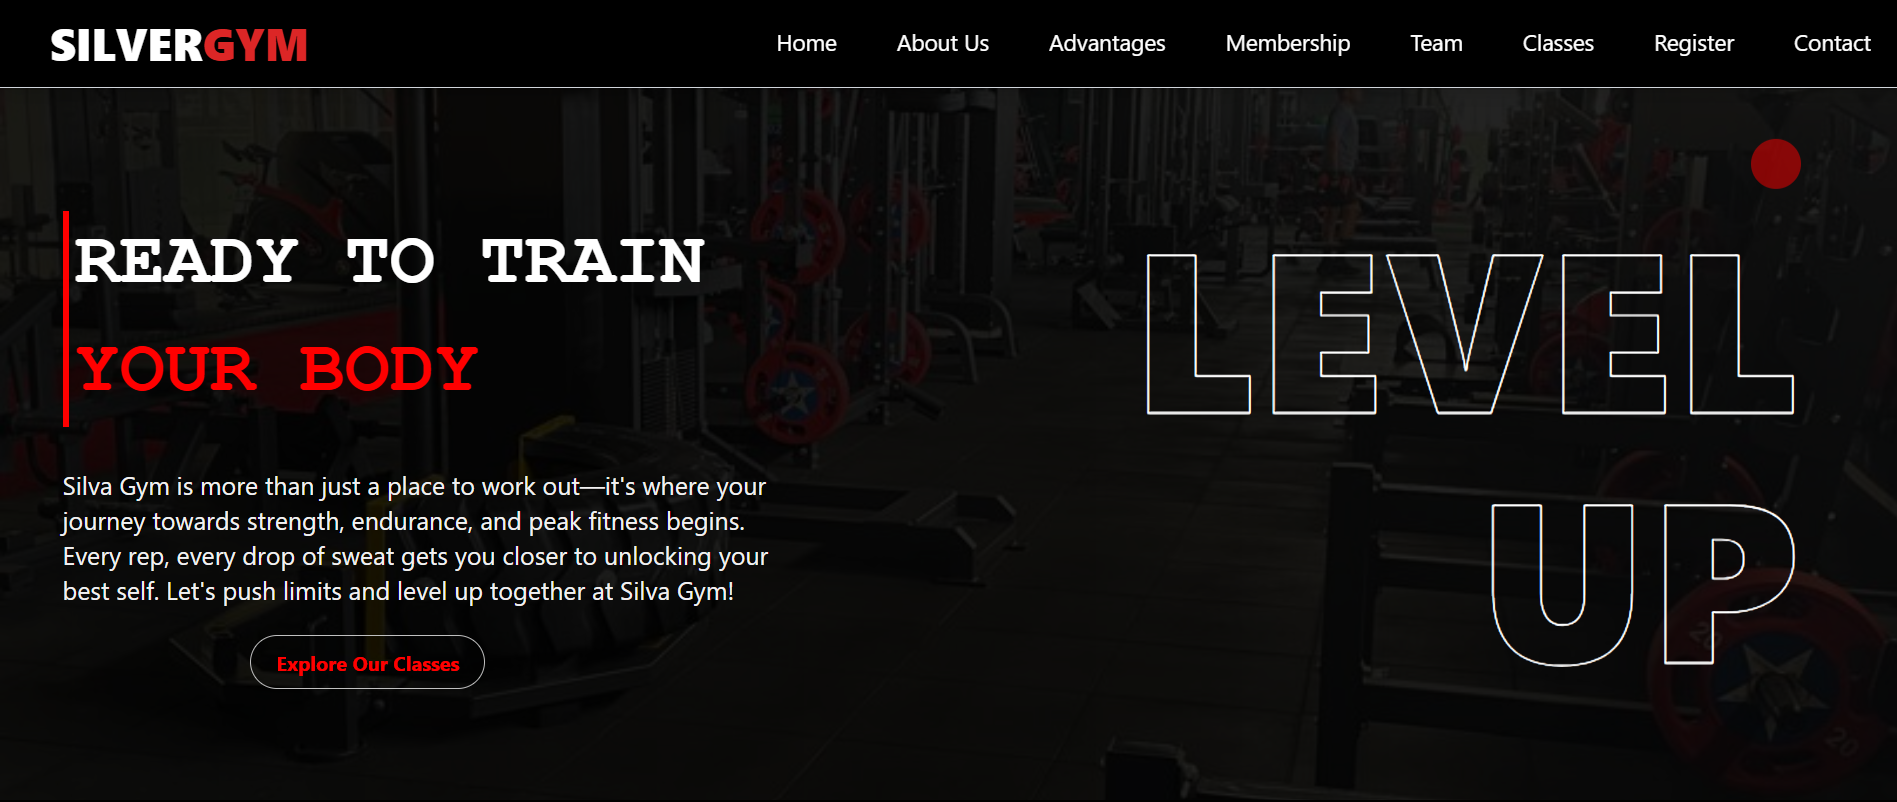 SILVERGYM
Home About Us Advantages Membership Team Classes Register Contact
READY TO TRAIN
YOUR BODY
Silva Gym is more than just a place to work out—it's where your
journey towards strength, endurance, and peak fitness begins.
Every rep, every drop of sweat gets you closer to unlocking your
best self. Let's push limits and level up together at Silva Gym!
Explore Our Classes
LEVEL
UP
20
20